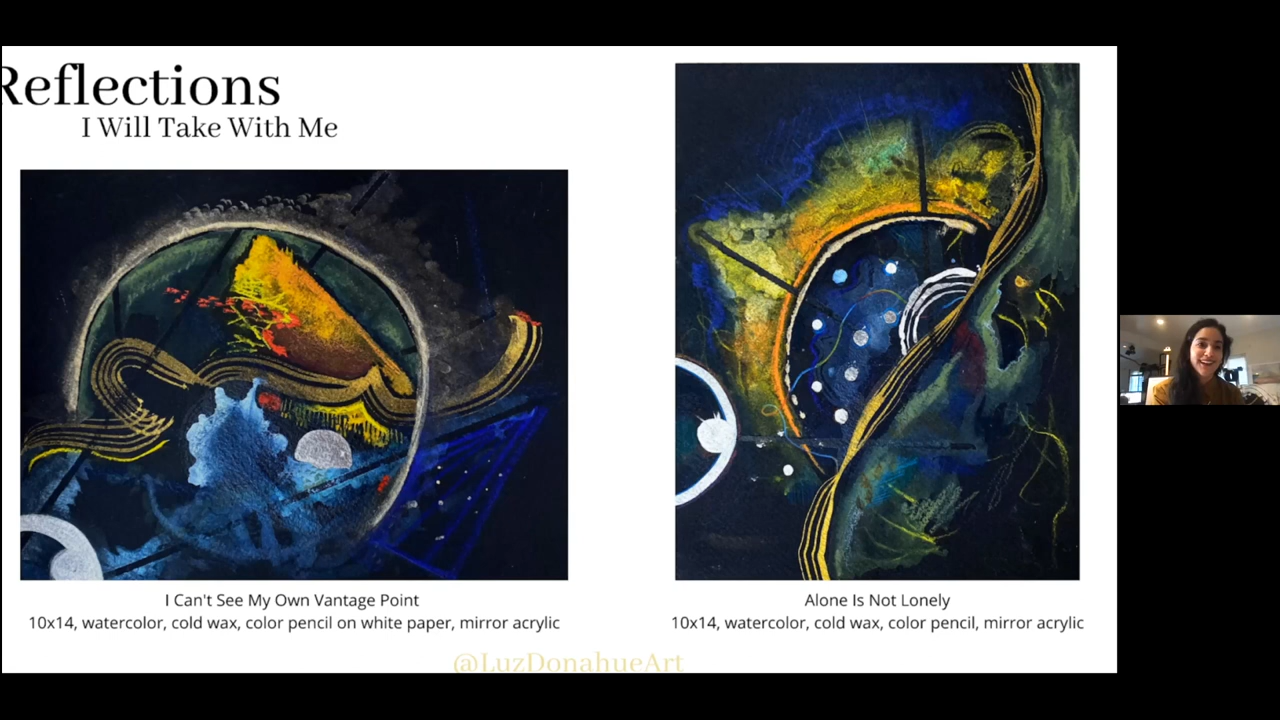 Reflections
I Will Take With Me
I Can't See My Own Vantage Point
10x14, watercolor, cold wax, color pencil on white paper, mirror acrylic
Alone Is Not Lonely
10x14, watercolor, cold wax, color pencil, mirror acrylic
@LuzDonahueArt